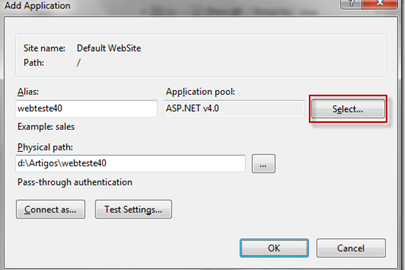 Add Application
Site name: Default WebSite
Path: /
Alias: Application pool:
webteste40 ASP.NET v4.0 Select...
Example: sales
Physical path:
d:\Artigos\webteste40 ...
Pass-through authentication
Connect as... Test Settings...
OK Cancel